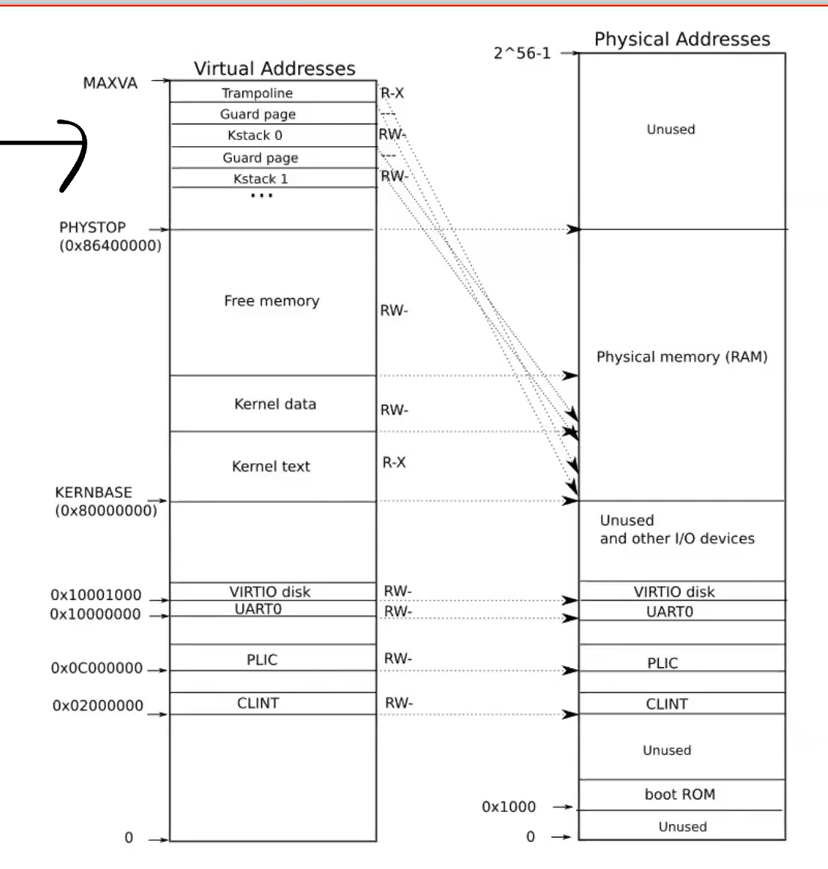 Physical Addresses
2^56-1
Virtual Addresses
MAXVA
Trampoline
R-X
Guard page
---
Unused
Kstack 0
RW-
Guard page
---
Kstack 1
RW-
...
PHYSTOP
(0x86400000)
Free memory
RW-
Physical memory (RAM)
Kernel data
RW-
Kernel text
R-X
KERNBASE
(0x80000000)
Unused
and other I/O devices
0x10001000
VIRTIO disk
RW-
VIRTIO disk
0x10000000
UART0
RW-
UART0
0x0C000000
PLIC
RW-
PLIC
0x02000000
CLINT
RW-
CLINT
Unused
boot ROM
0x1000
Unused
0
0